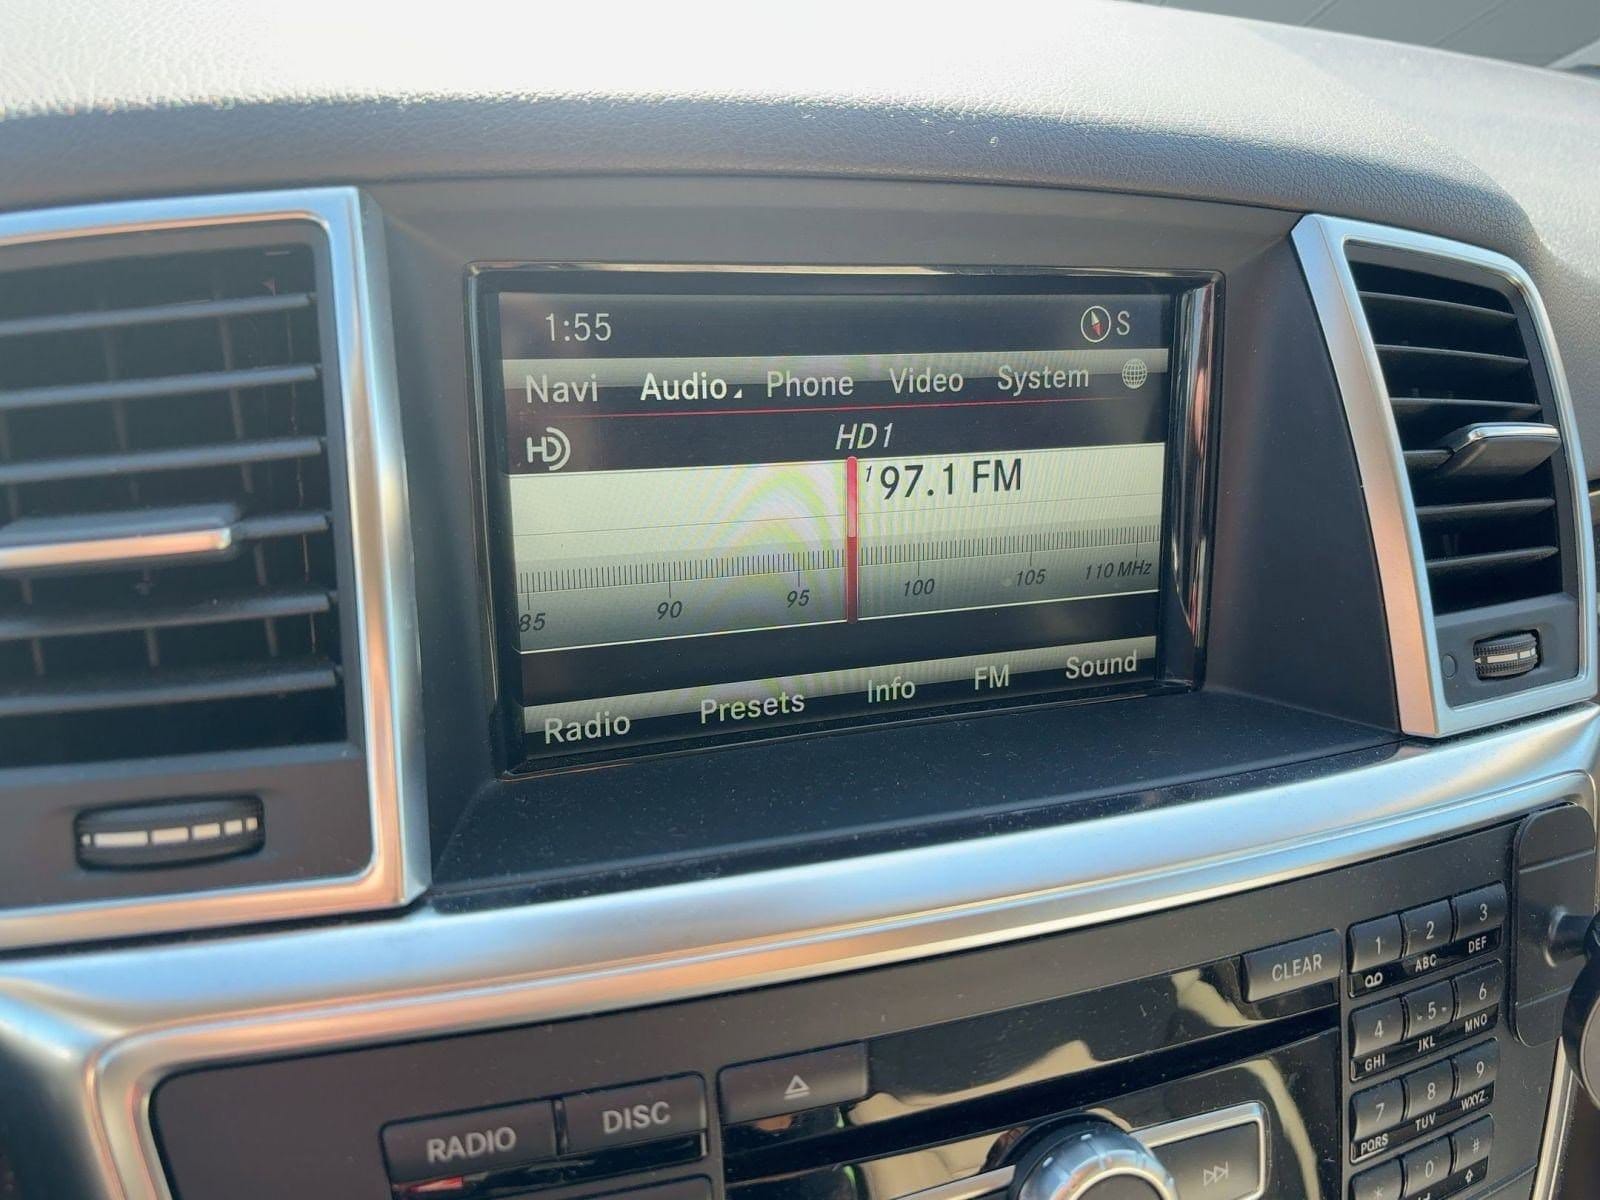 1:55 S
Navi Audio Phone Video System
HD HD1
1 97.1 FM
85 90 95 100 105 110 MHz
Radio Presets Info FM Sound
CLEAR
1 2 3
ABC DEF
4 5 6
GHI JKL MNO
7 8 9
PQRS TUV WXYZ
* 0 #
RADIO DISC